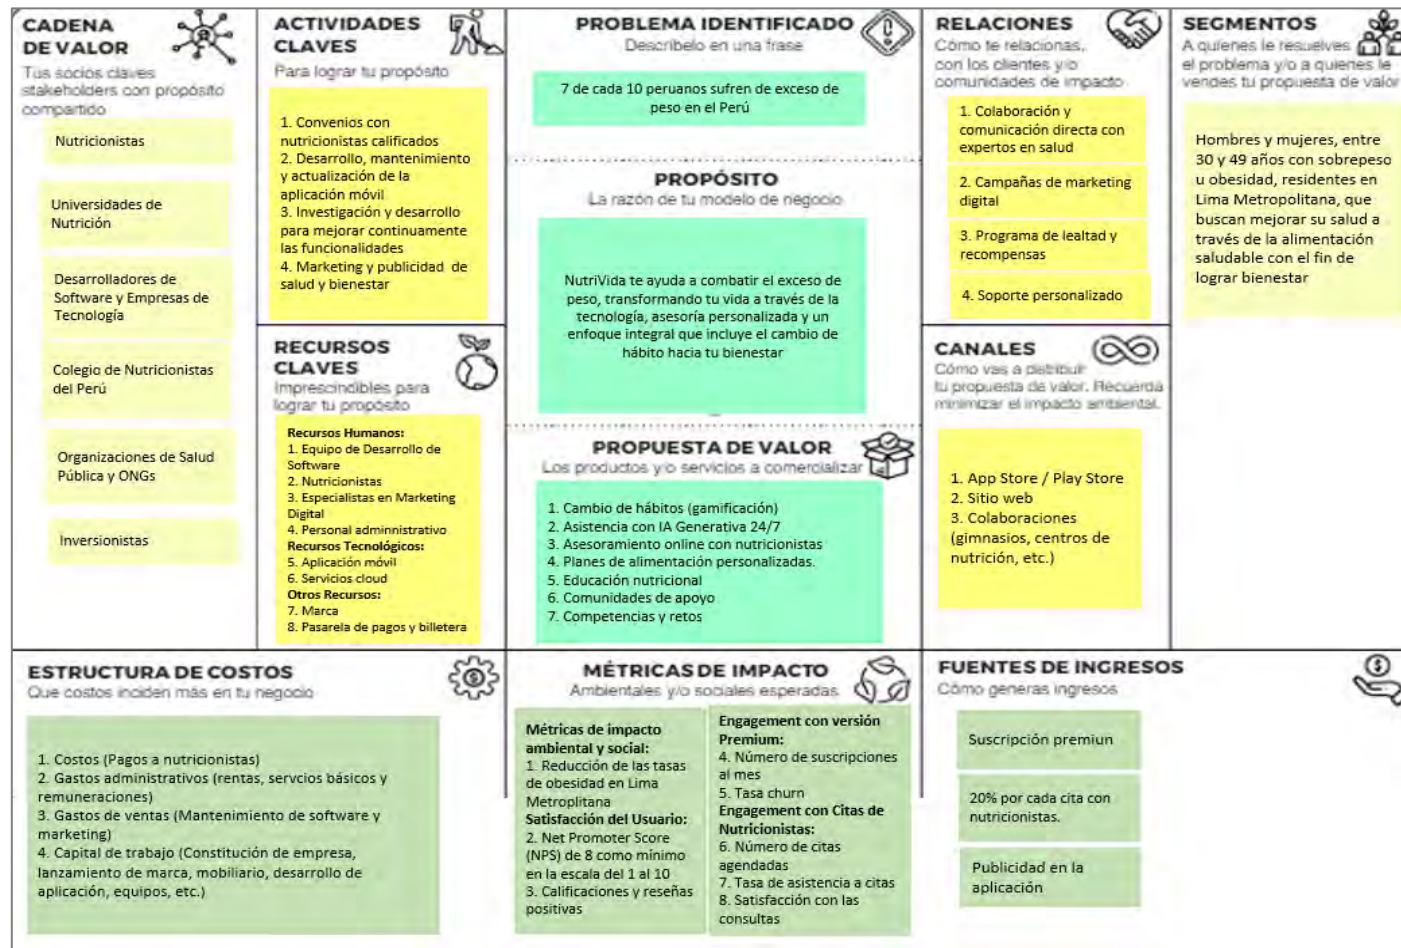 CADENA
DE VALOR
Tus socios claves
stakeholders con propósito
compartido
Nutricionistas
Universidades de
Nutrición
Desarrolladores de
Software y Empresas de
Tecnología
Colegio de Nutricionistas
del Perú
Organizaciones de Salud
Pública y ONGs
Inversionistas
ACTIVIDADES
CLAVES
Para lograr tu propósito
1. Convenios con
nutricionistas calificados
2. Desarrollo, mantenimiento
y actualización de la
aplicación móvil
3. Investigación y desarrollo
para mejorar continuamente
las funcionalidades
4. Marketing y publicidad de
salud y bienestar
RECURSOS
CLAVES
Imprescindibles para
lograr tu propósito
Recursos Humanos:
1. Equipo de Desarrollo de
Software
2. Nutricionistas
3. Especialistas en Marketing
Digital
4. Personal adminnistrativo
Recursos Tecnológicos:
5. Aplicación móvil
6. Servicios cloud
Otros Recursos:
7. Marca
8. Pasarela de pagos y billetera
PROBLEMA IDENTIFICADO
Descríbelo en una frase
7 de cada 10 peruanos sufren de exceso de
peso en el Perú
PROPÓSITO
La razón de tu modelo de negocio
NutriVida te ayuda a combatir el exceso de
peso, transformando tu vida a través de la
tecnología, asesoría personalizada y un
enfoque integral que incluye el cambio de
hábito hacia tu bienestar
PROPUESTA DE VALOR
Los productos y/o servicios a comercializar
1. Cambio de hábitos (gamificación)
2. Asistencia con IA Generativa 24/7
3. Asesoramiento online con nutricionistas
4. Planes de alimentación personalizadas.
5. Educación nutricional
6. Comunidades de apoyo
7. Competencias y retos
RELACIONES
Cómo te relacionas,
con los clientes y/o
comunidades de impacto
1. Colaboración y
comunicación directa con
expertos en salud
2. Campañas de marketing
digital
3. Programa de lealtad y
recompensas
4. Soporte personalizado
CANALES
Cómo vas a distribuir
tu propuesta de valor. Recuerda
minimizar el impacto ambiental.
1. App Store / Play Store
2. Sitio web
3. Colaboraciones
(gimnasios, centros de
nutrición, etc.)
SEGMENTOS
A quienes le resuelves
el problema y/o a quienes le
vendes tu propuesta de valor
Hombres y mujeres, entre
30 y 49 años con sobrepeso
u obesidad, residentes en
Lima Metropolitana, que
buscan mejorar su salud a
través de la alimentación
saludable con el fin de
lograr bienestar
ESTRUCTURA DE COSTOS
Que costos inciden más en tu negocio
1. Costos (Pagos a nutricionistas)
2. Gastos administrativos (rentas, servcios básicos y
remuneraciones)
3. Gastos de ventas (Mantenimiento de software y
marketing)
4. Capital de trabajo (Constitución de empresa,
lanzamiento de marca, mobiliario, desarrollo de
aplicación, equipos, etc.)
MÉTRICAS DE IMPACTO
Ambientales y/o sociales esperadas
Métricas de impacto
ambiental y social:
1. Reducción de las tasas
de obesidad en Lima
Metroplitana
Satisfacción del Usuario:
2. Net Promoter Score
(NPS) de 8 como mínimo
en la escala del 1 al 10
3. Calificaciones y reseñas
positivas
Engagement con versión
Premium:
4. Número de suscripciones
al mes
5. Tasa churn
Engagement con Citas de
Nutricionistas:
6. Número de citas
agendadas
7. Tasa de asistencia a citas
8. Satisfacción con las
consultas
FUENTES DE INGRESOS
Cómo generas ingresos
Suscripción premiun
20% por cada cita con
nutricionistas.
Publicidad en la
aplicación